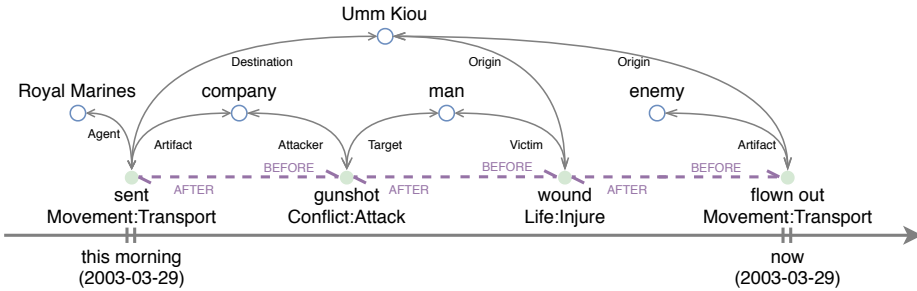 Umm Kiou
Destination
Origin
Origin
Royal Marines
company
man
enemy
Agent
Artifact
Attacker
Target
Victim
Artifact
BEFORE
BEFORE
BEFORE
AFTER
AFTER
AFTER
sent
gunshot
wound
flown out
Movement:Transport
Conflict:Attack
Life:Injure
Movement:Transport
this morning
(2003-03-29)
now
(2003-03-29)